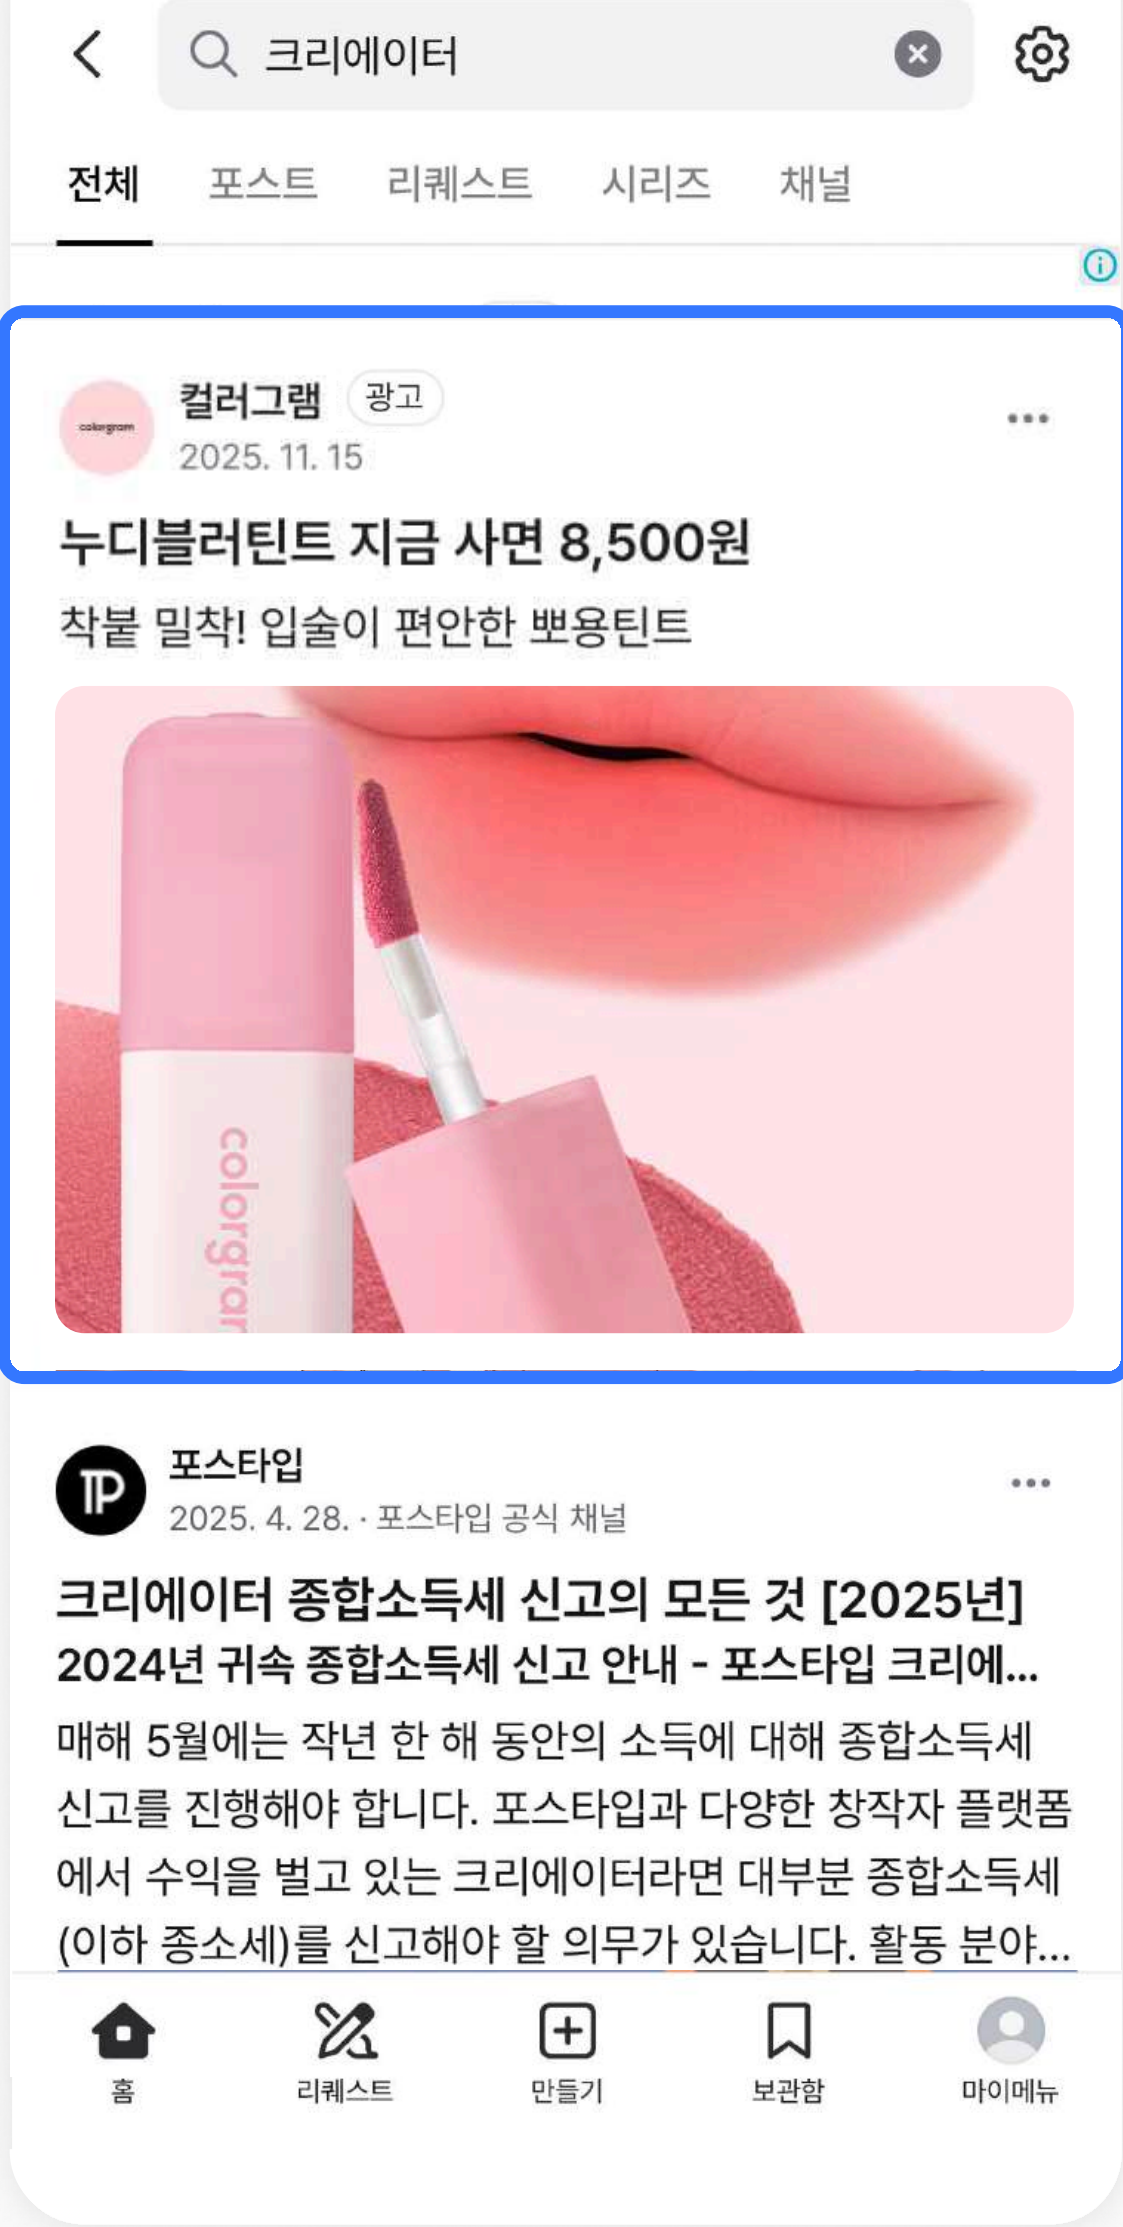 크리에이터
전체 포스트 리퀘스트 시리즈 채널
colorgram
컬러그램 광고
2025. 11. 15
누디블러틴트 지금 사면 8,500원
착붙 밀착! 입술이 편안한 뽀용틴트
colorgram
포스타입
2025. 4. 28. · 포스타입 공식 채널
크리에이터 종합소득세 신고의 모든 것 [2025년]
2024년 귀속 종합소득세 신고 안내 - 포스타입 크리에...
매해 5월에는 작년 한 해 동안의 소득에 대해 종합소득세
신고를 진행해야 합니다. 포스타입과 다양한 창작자 플랫폼
에서 수익을 벌고 있는 크리에이터라면 대부분 종합소득세
(이하 종소세)를 신고해야 할 의무가 있습니다. 활동 분야...
홈 리퀘스트 만들기 보관함 마이메뉴